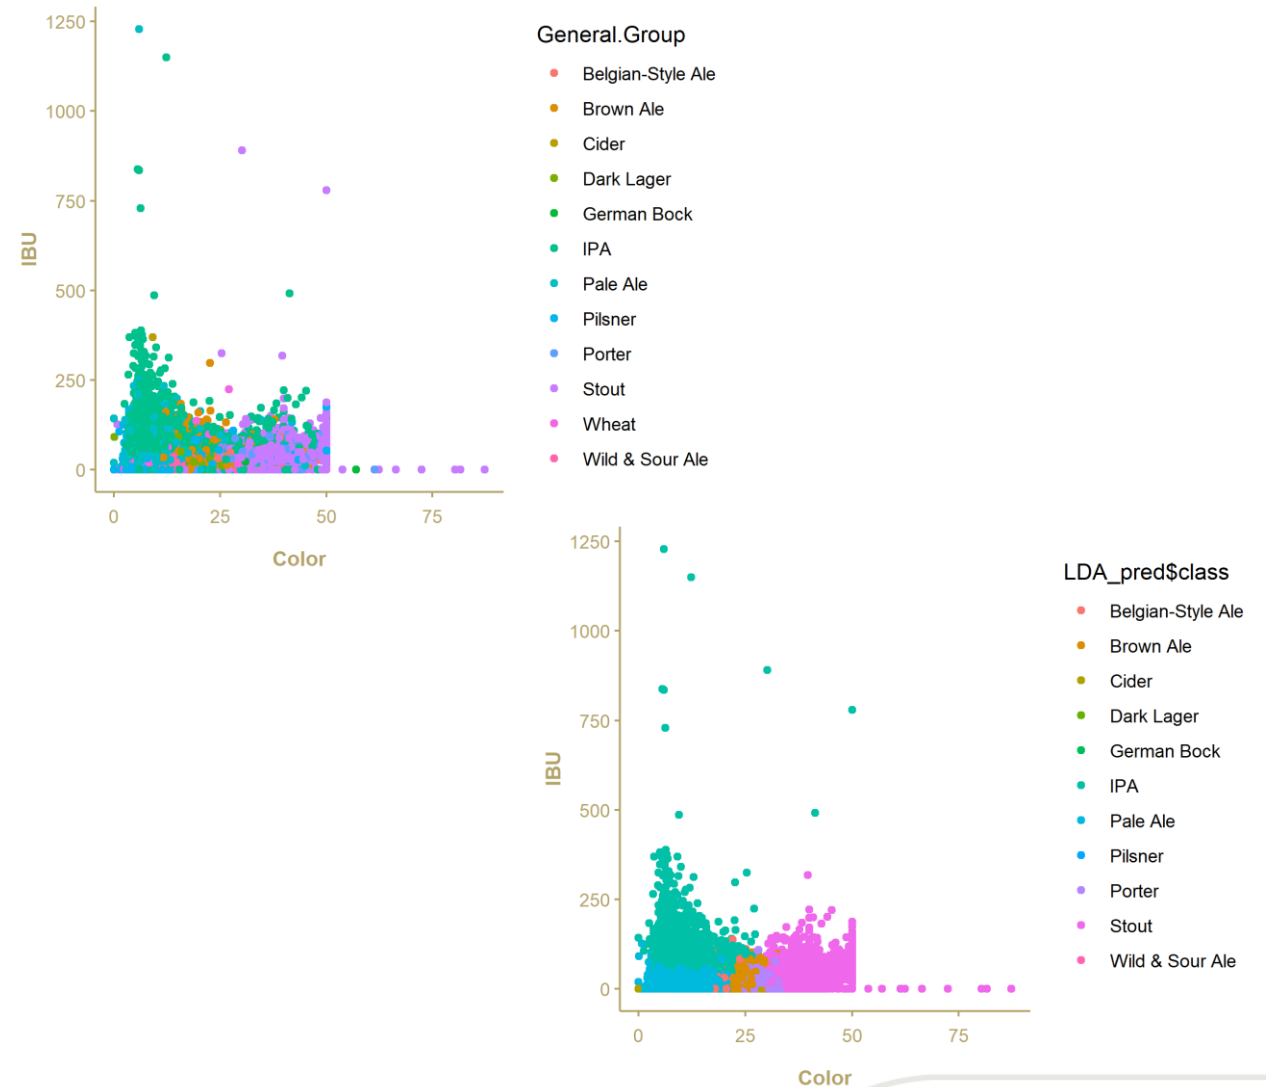 1250
1000
750
500
250
0
IBU
0 25 50 75
Color
General.Group
Belgian-Style Ale
Brown Ale
Cider
Dark Lager
German Bock
IPA
Pale Ale
Pilsner
Porter
Stout
Wheat
Wild & Sour Ale
1250
1000
750
500
250
0
IBU
0 25 50 75
Color
LDA_pred$class
Belgian-Style Ale
Brown Ale
Cider
Dark Lager
German Bock
IPA
Pale Ale
Pilsner
Porter
Stout
Wild & Sour Ale